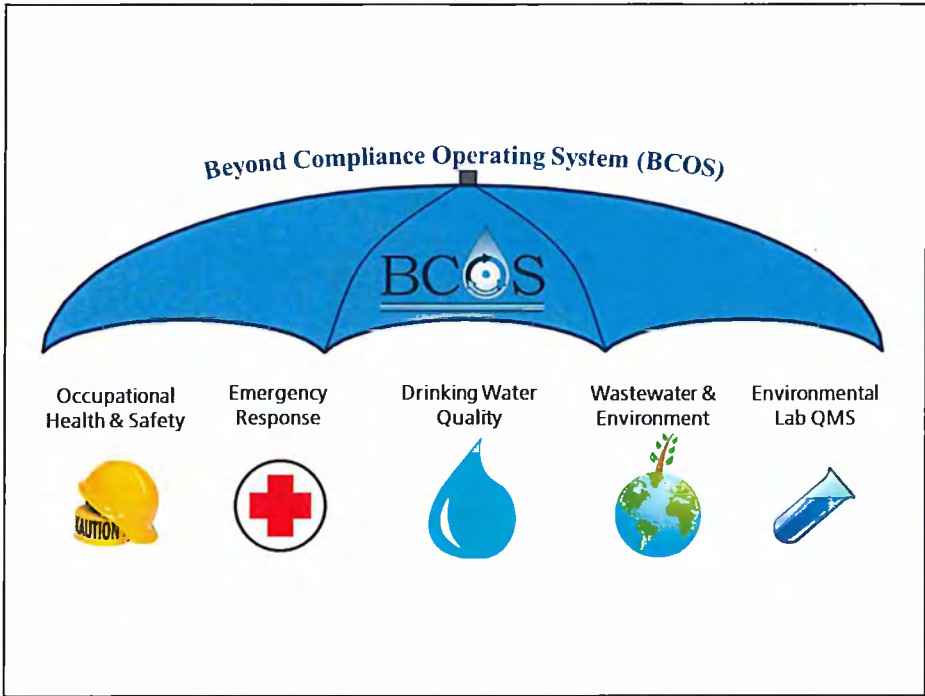 Beyond Compliance Operating System (BCOS)
BCOS
Occupational
Health & Safety
Emergency
Response
Drinking Water
Quality
Wastewater &
Environment
Environmental
Lab QMS
CAUTION